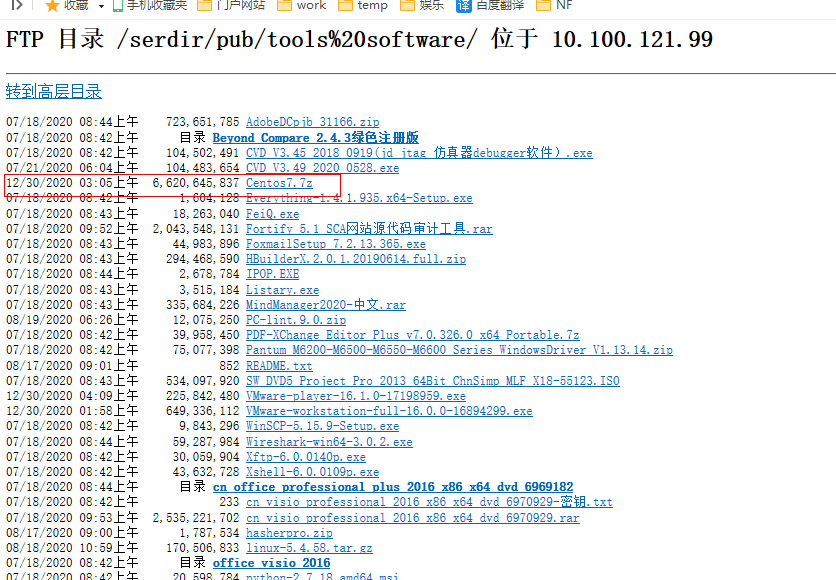 收藏 手机收藏夹 门户网站 work temp 娱乐 译 百度翻译 NF
FTP 目录 /serdir/pub/tools%20software/ 位于 10.100.121.99
转到高层目录
07/18/2020 08:44上午 723,651,785 AdobeDCpjb_31166.zip
07/18/2020 08:42上午 目录 Beyond Compare 2.4.3绿色注册版
07/18/2020 08:42上午 104,502,491 CVD_V3.45_2018_0919(jd_jtag 仿真器debugger软件）.exe
07/21/2020 06:04上午 104,483,654 CVD_V3.49_2020_0528.exe
12/30/2020 03:05上午 6,620,645,837 Centos7.7z
07/18/2020 08:42上午 1,604,128 Everything-1.4.1.935.x64-Setup.exe
07/18/2020 08:43上午 18,263,040 FeiQ.exe
07/18/2020 09:52上午 2,043,548,131 Fortify_5.1_SCA网站源代码审计工具.rar
07/18/2020 08:43上午 44,983,896 FoxmailSetup_7.2.13.365.exe
07/18/2020 08:42上午 294,468,590 HBuilderX.2.0.1.20190614.full.zip
07/18/2020 08:44上午 2,678,784 IPOP.EXE
07/18/2020 08:43上午 3,515,184 Listary.exe
07/18/2020 08:43上午 335,684,226 MindManager2020-中文.rar
08/19/2020 06:26上午 12,075,250 PC-lint.9.0.zip
07/18/2020 08:42上午 39,958,450 PDF-XChange_Editor_Plus_v7.0.326.0_x64_Portable.7z
07/18/2020 08:42上午 75,077,398 Pantum_M6200-M6500-M6550-M6600_Series_WindowsDriver_V1.13.14.zip
08/17/2020 09:01上午 852 README.txt
07/18/2020 08:43上午 534,097,920 SW_DVD5_Project_Pro_2013_64Bit_ChnSimp_MLF_X18-55123.ISO
12/30/2020 04:09上午 225,842,480 VMware-player-16.1.0-17198959.exe
12/30/2020 01:58上午 649,336,112 VMware-workstation-full-16.0.0-16894299.exe
07/18/2020 08:42上午 9,843,296 WinSCP-5.15.9-Setup.exe
07/18/2020 08:44上午 59,287,984 Wireshark-win64-3.0.2.exe
07/18/2020 08:42上午 30,059,904 Xftp-6.0.0140p.exe
07/18/2020 08:42上午 43,632,728 Xshell-6.0.0109p.exe
07/18/2020 08:44上午 目录 cn_office_professional_plus_2016_x86_x64_dvd_6969182
07/18/2020 08:42上午 233 cn_visio_professional_2016_x86_x64_dvd_6970929-密钥.txt
07/18/2020 09:53上午 2,535,221,702 cn_visio_professional_2016_x86_x64_dvd_6970929.rar
08/17/2020 09:00上午 1,787,534 hasherpro.zip
08/18/2020 10:59上午 170,506,833 linux-5.4.58.tar.gz
07/18/2020 08:42上午 目录 office visio 2016
07/18/2020 08:42上午 20,598,784 python-2.7.18.amd64.msi